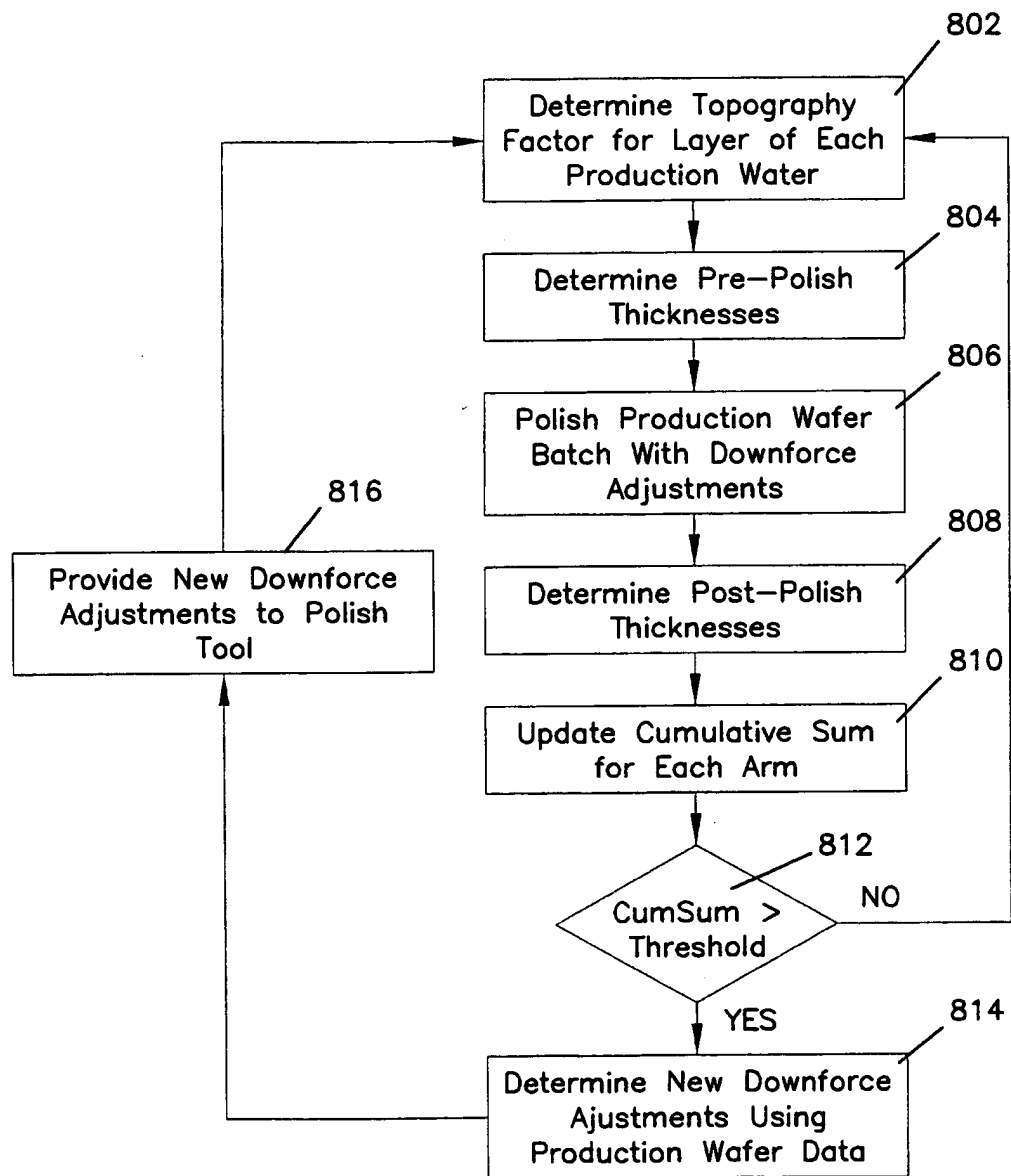 802
Determine Topography
Factor for Layer of Each
Production Water
804
Determine Pre-Polish
Thicknesses
806
Polish Production Wafer
Batch With Downforce
Adjustments
816
Provide New Downforce
Adjustments to Polish
Tool
808
Determine Post-Polish
Thicknesses
810
Update Cumulative Sum
for Each Arm
812
CumSum >
Threshold
NO
YES
814
Determine New Downforce
Ajustments Using
Production Wafer Data